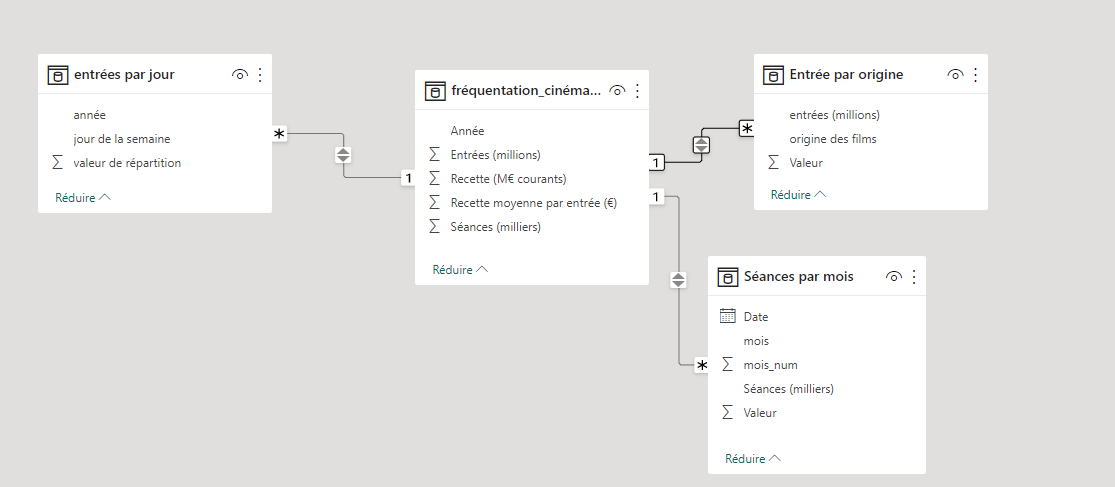 entrées par jour
année
jour de la semaine
valeur de répartition
Réduire
*
1
fréquentation_cinéma...
Année
Entrées (millions)
Recette (M€ courants)
Recette moyenne par entrée (€)
Séances (milliers)
Réduire
1
*
1
*
Entrée par origine
entrées (millions)
origine des films
Valeur
Réduire
Séances par mois
Date
mois
mois_num
Séances (milliers)
Valeur
Réduire